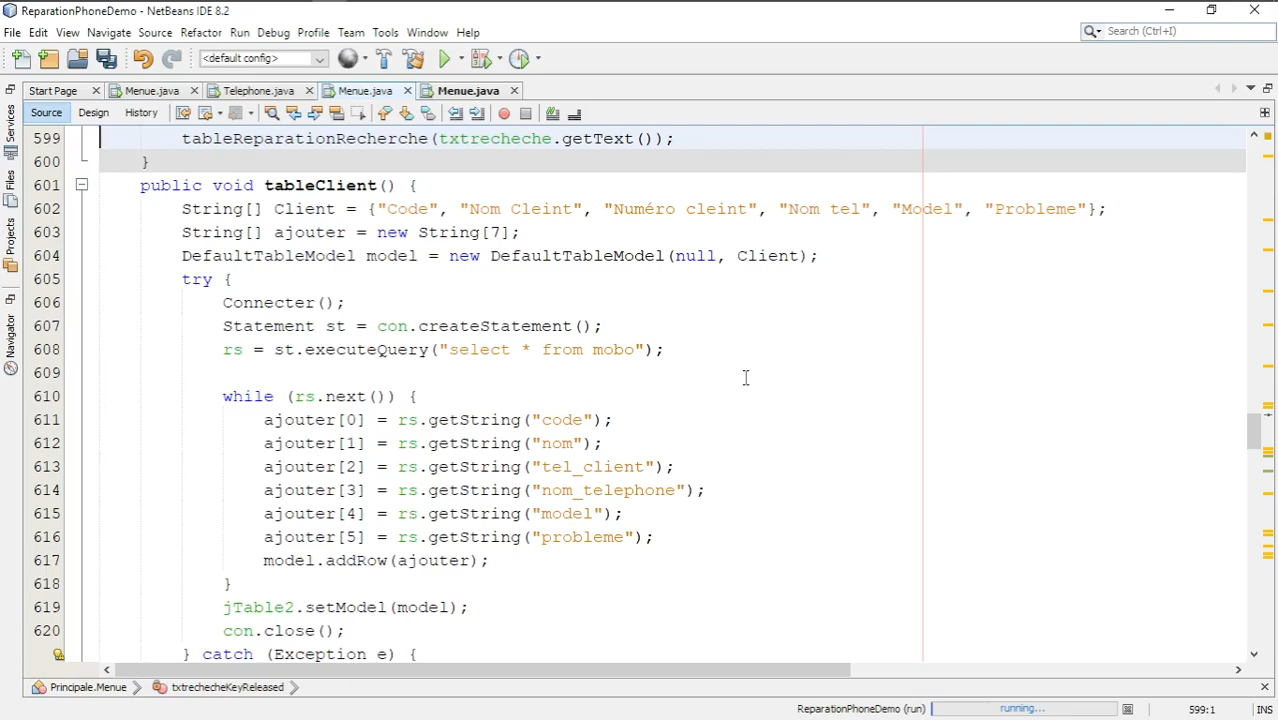 ReparationPhoneDemo - NetBeans IDE 8.2
File Edit View Navigate Source Refactor Run Debug Profile Team Tools Window Help
Search (Ctrl+I)
<default config>
Start Page Menue.java Telephone.java Menue.java Menue.java
Source Design History
Services
Files
Projects
Navigator
599 tableReparationRecherche(txtrecheche.getText());
600 }
601 public void tableClient() {
602 String[] Client = {"Code", "Nom Cleint", "Numéro cleint", "Nom tel", "Model", "Probleme"};
603 String[] ajouter = new String[7];
604 DefaultTableModel model = new DefaultTableModel(null, Client);
605 try {
606 Connecter();
607 Statement st = con.createStatement();
608 rs = st.executeQuery("select * from mobo");
609
610 while (rs.next()) {
611 ajouter[0] = rs.getString("code");
612 ajouter[1] = rs.getString("nom");
613 ajouter[2] = rs.getString("tel_client");
614 ajouter[3] = rs.getString("nom_telephone");
615 ajouter[4] = rs.getString("model");
616 ajouter[5] = rs.getString("probleme");
617 model.addRow(ajouter);
618 }
619 jTable2.setModel(model);
620 con.close();
} catch (Exception e) {
Principale.Menue txtrechecheKeyReleased
ReparationPhoneDemo (run) running... 599:1 INS